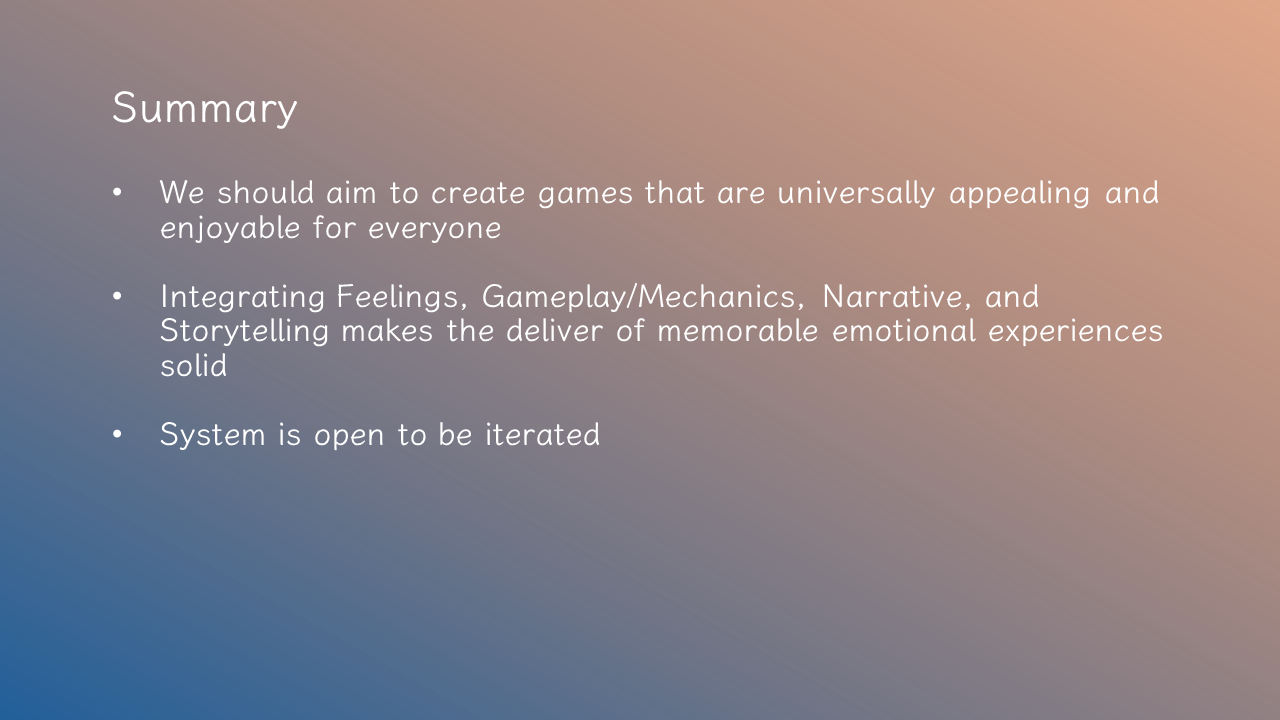 Summary
• We should aim to create games that are universally appealing and
enjoyable for everyone
• Integrating Feelings, Gameplay/Mechanics, Narrative, and
Storytelling makes the deliver of memorable emotional experiences
solid
• System is open to be iterated